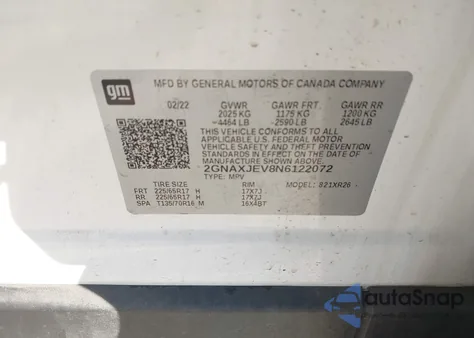 gm
MFD BY GENERAL MOTORS OF CANADA COMPANY
02/22 GVWR GAWR FRT. GAWR RR
2025 KG 1175 KG 1200 KG
4464 LB 2590 LB 2645 LB
THIS VEHICLE CONFORMS TO ALL
APPLICABLE U.S. FEDERAL MOTOR
VEHICLE SAFETY AND THEFT
PREVENTION STANDARDS IN EFFECT
ON THE DATE OF MANUFACTURE
SHOWN ABOVE.
2GNAXJEV8N6122072
TYPE: MPV
TIRE SIZE RIM MODEL: 821XR26
FRT 225/65R17 H 17X7J
RR 225/65R17 H 17X7J
SPA T135/70R16 M 16X4BT
autoSnap